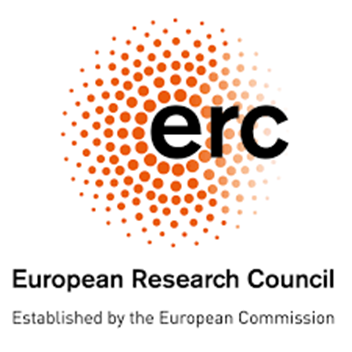 erc
European Research Council
Established by the European Commission